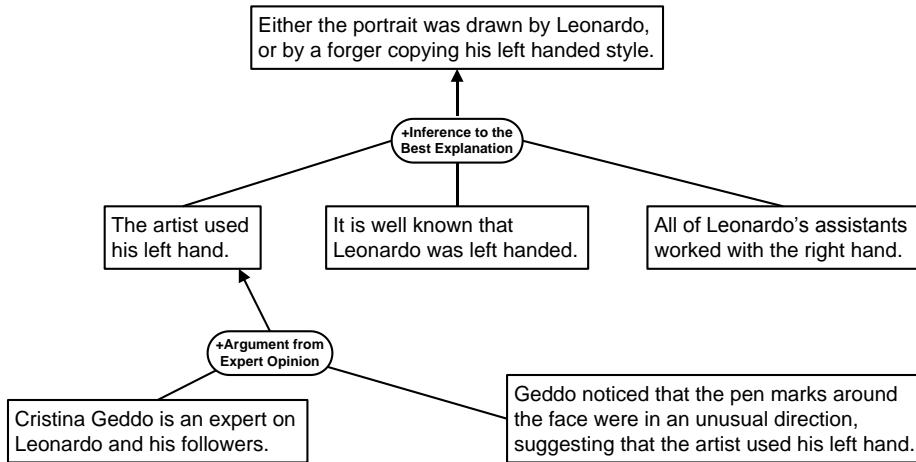 Either the portrait was drawn by Leonardo,
or by a forger copying his left handed style.
+Inference to the
Best Explanation
The artist used
his left hand.
It is well known that
Leonardo was left handed.
All of Leonardo’s assistants
worked with the right hand.
+Argument from
Expert Opinion
Cristina Geddo is an expert on
Leonardo and his followers.
Geddo noticed that the pen marks around
the face were in an unusual direction,
suggesting that the artist used his left hand.